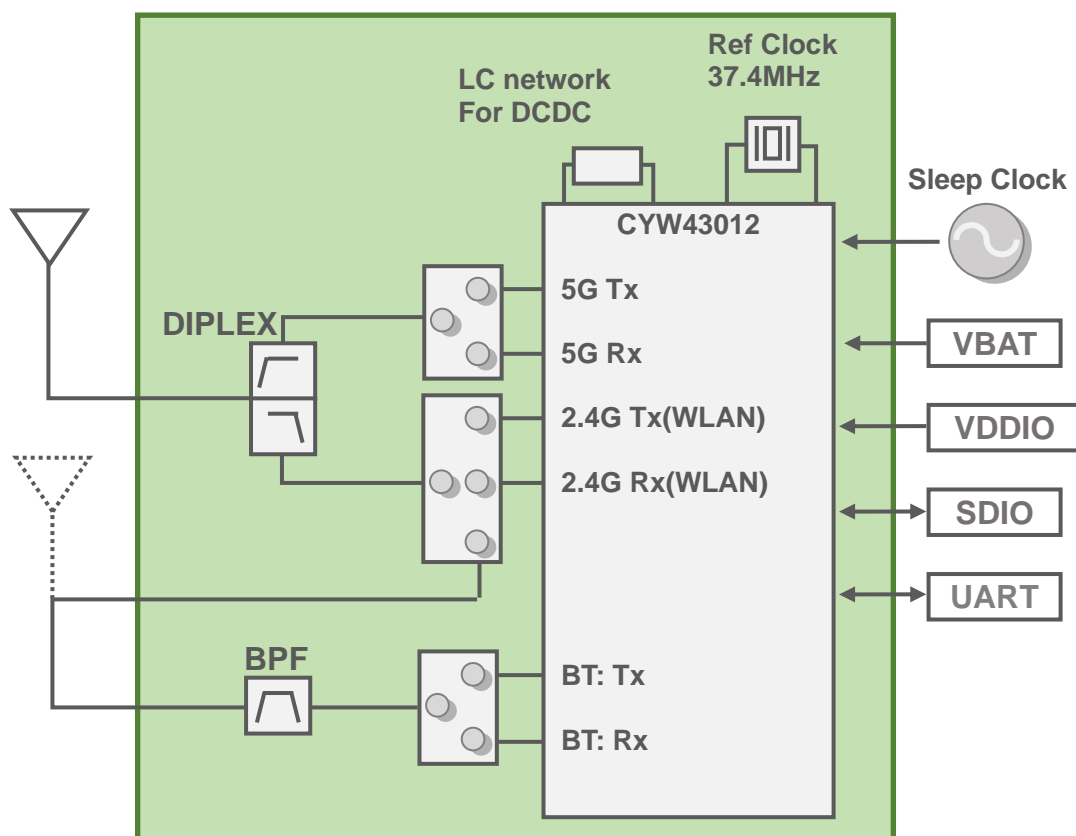 Ref Clock
37.4MHz
LC network
For DCDC
Sleep Clock
CYW43012
5G Tx
DIPLEX
VBAT
5G Rx
2.4G Tx(WLAN)
VDDIO
2.4G Rx(WLAN)
SDIO
UART
BPF
BT: Tx
BT: Rx